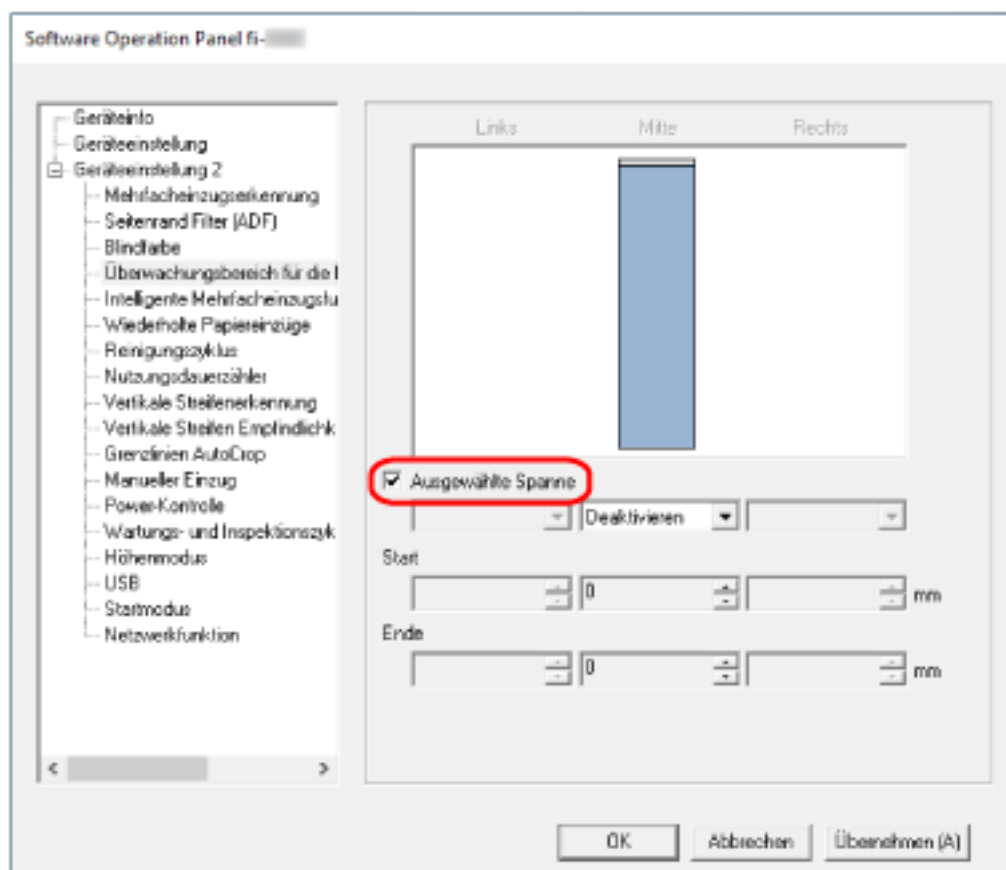 Software Operation Panel fi-
Geräteinfo
Geräteeinstellung
Geräteeinstellung 2
Mehrfacheinzugserkennung
Seitenrand Filter (ADF)
Blindfarbe
Überwachungsbereich für die
Intelligente Mehrfacheinzugsfu
Wiederholte Papiereinzüge
Reinigungszyklus
Nutzungsdauerzähler
Vertikale Streifenerkennung
Vertikale Streifen Empfindlichk
Grenzlinien AutoCrop
Manueller Einzug
Power-Kontrolle
Wartungs- und Inspektionszyk
Höhenmodus
USB
Startmodus
Netzwerkfunktion
Links Mitte Rechts
Ausgewählte Spanne
Deaktivieren
Start
0 mm
Ende
0 mm
OK Abbrechen Übernehmen (A)